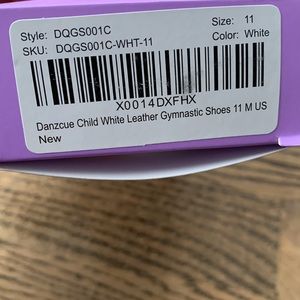 Style: DQGS001C Size: 11
SKU: DQGS001C-WHT-11 Color: White
X0014DXFHX
Danzcue Child White Leather Gymnastic Shoes 11 M US
New